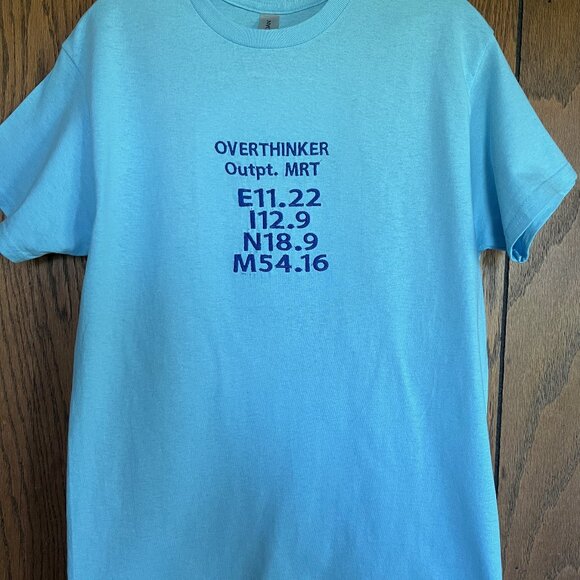 OVERTHINKER
Outpt. MRT
E11.22
I12.9
N18.9
M54.16